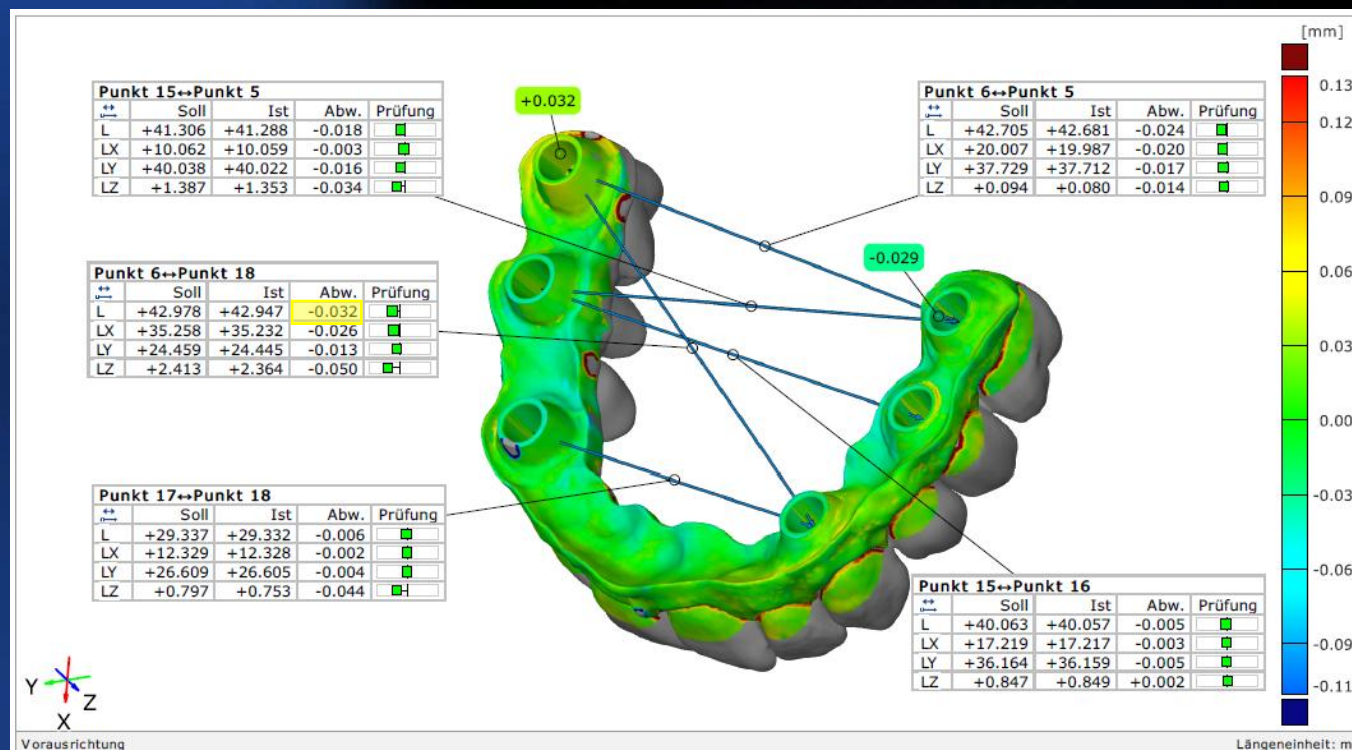 [mm]
Punkt 15↔Punkt 5
Soll Ist Abw. Prüfung
L +41.306 +41.288 -0.018
LX +10.062 +10.059 -0.003
LY +40.038 +40.022 -0.016
LZ +1.387 +1.353 -0.034
+0.032
Punkt 6↔Punkt 5
Soll Ist Abw. Prüfung
L +42.705 +42.681 -0.024
LX +20.007 +19.987 -0.020
LY +37.729 +37.712 -0.017
LZ +0.094 +0.080 -0.014
-0.029
Punkt 6↔Punkt 18
Soll Ist Abw. Prüfung
L +42.978 +42.947 -0.032
LX +35.258 +35.232 -0.026
LY +24.459 +24.445 -0.013
LZ +2.413 +2.364 -0.050
Punkt 17↔Punkt 18
Soll Ist Abw. Prüfung
L +29.337 +29.332 -0.006
LX +12.329 +12.328 -0.002
LY +26.609 +26.605 -0.004
LZ +0.797 +0.753 -0.044
Punkt 15↔Punkt 16
Soll Ist Abw. Prüfung
L +40.063 +40.057 -0.005
LX +17.219 +17.217 -0.003
LY +36.164 +36.159 -0.005
LZ +0.847 +0.849 +0.002
0.13
0.12
0.09
0.06
0.03
0.00
-0.03
-0.06
-0.09
-0.11
Y
Z
X
Vorausrichtung
Längeneinheit: m